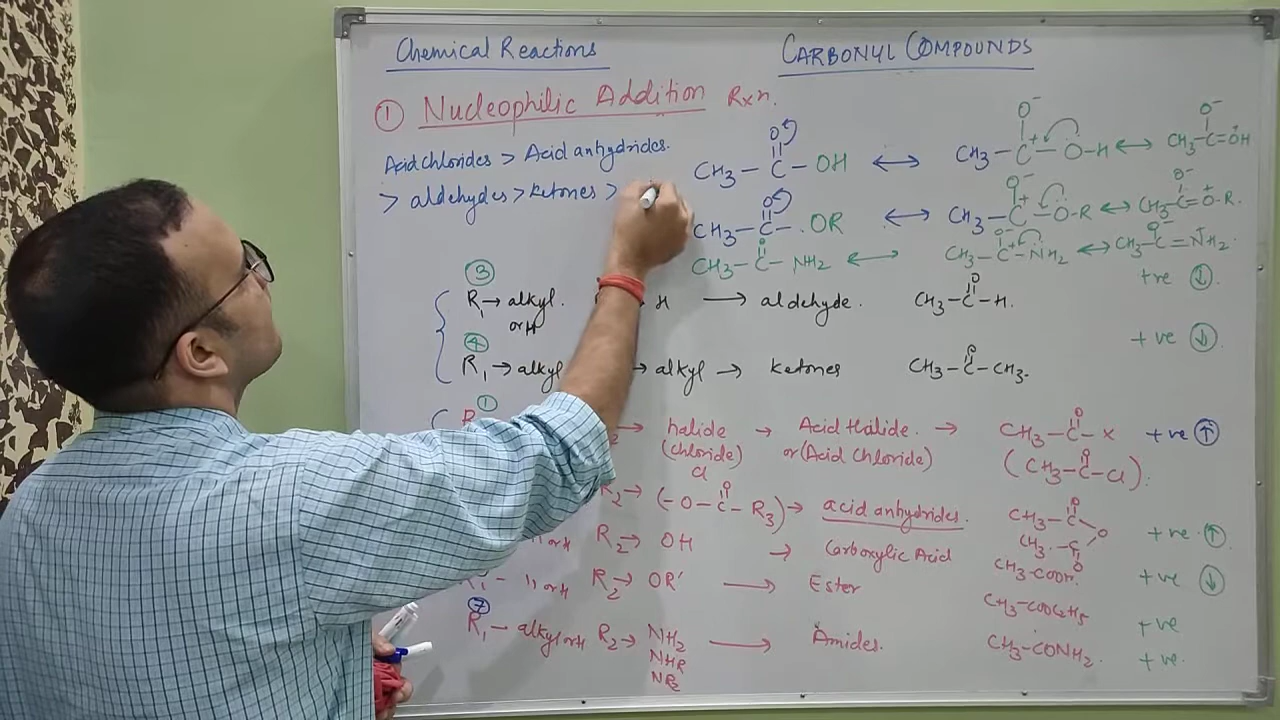 Chemical Reactions
CARBONYL COMPOUNDS
① Nucleophilic Addition Rxn.
Acid chlorides > Acid anhydrides.
> aldehydes > ketones >
O
CH₃ — C — OH ↔ CH₃ — C⁺ — O — H ↔ CH₃ — C = OH
O⁻
O⁻
CH₃ — C — . OR ↔ CH₃ — C⁺ — O — R ↔ CH₃ — C = O⁺ — R.
CH₃ — C — NH₂ ↔ CH₃ — C⁺ — NH₂ ↔ CH₃ — C = NH₂
+ve ↓
③
R₁ → alkyl. H → aldehyde. CH₃ — C — H.
or H
+ve ↓
④
R₁ → alkyl → alkyl → ketones CH₃ — C — CH₃.
①
→ halide → Acid Halide. → CH₃ — C — X +ve ↑
(chloride) or (Acid Chloride) (CH₃ — C — Cl).
Cl
R₂ → (— O — C — R₃) → acid anhydrides. CH₃ — C O +ve. ↑
CH₃. — C
or H R₂ → OH → Carboxylic Acid CH₃-COOH. +ve ↓
or H R₂ → OR' → Ester CH₃-COOC₂H₅ +ve
⑦
R₁ — alkyl or H R₂ → NH₂ → Amides. CH₃-CONH₂. +ve.
NHR
NR₂